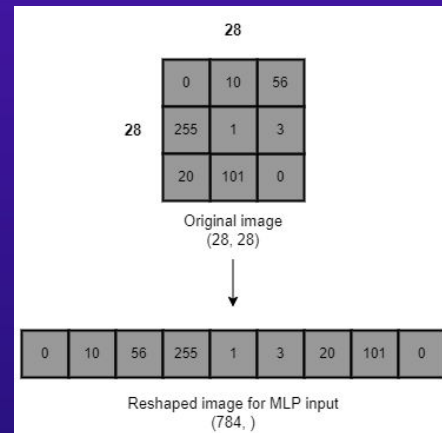 28
0 10 56
28
255 1 3
20 101 0
Original image
(28, 28)
0 10 56 255 1 3 20 101 0
Reshaped image for MLP input
(784, )